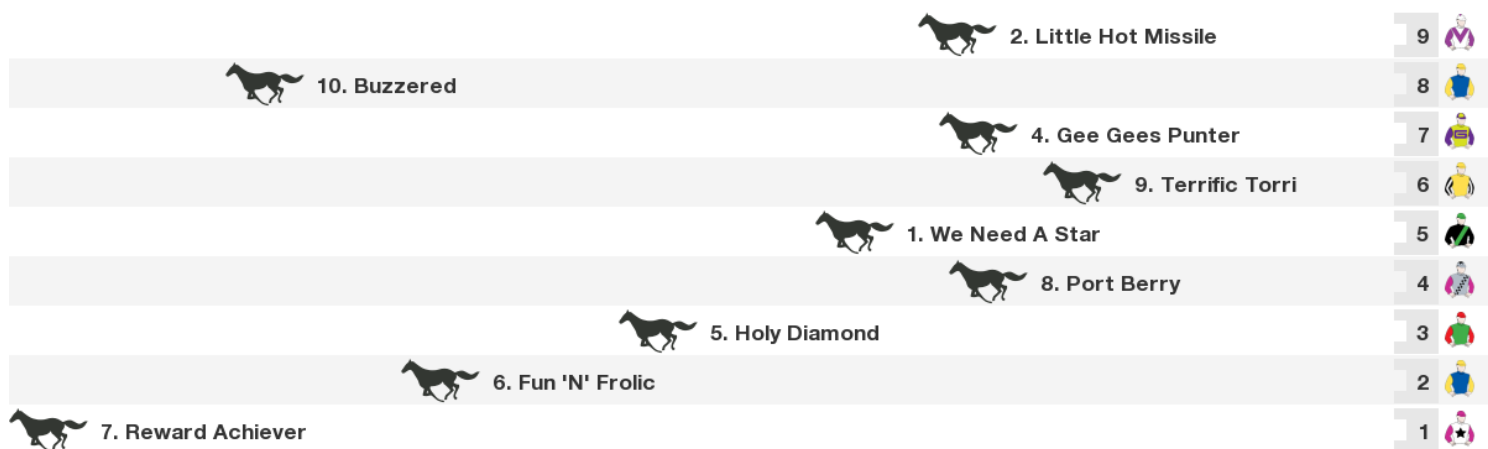 2. Little Hot Missile 9
10. Buzzered 8
4. Gee Gees Punter 7
9. Terrific Torri 6
1. We Need A Star 5
8. Port Berry 4
5. Holy Diamond 3
6. Fun 'N' Frolic 2
7. Reward Achiever 1